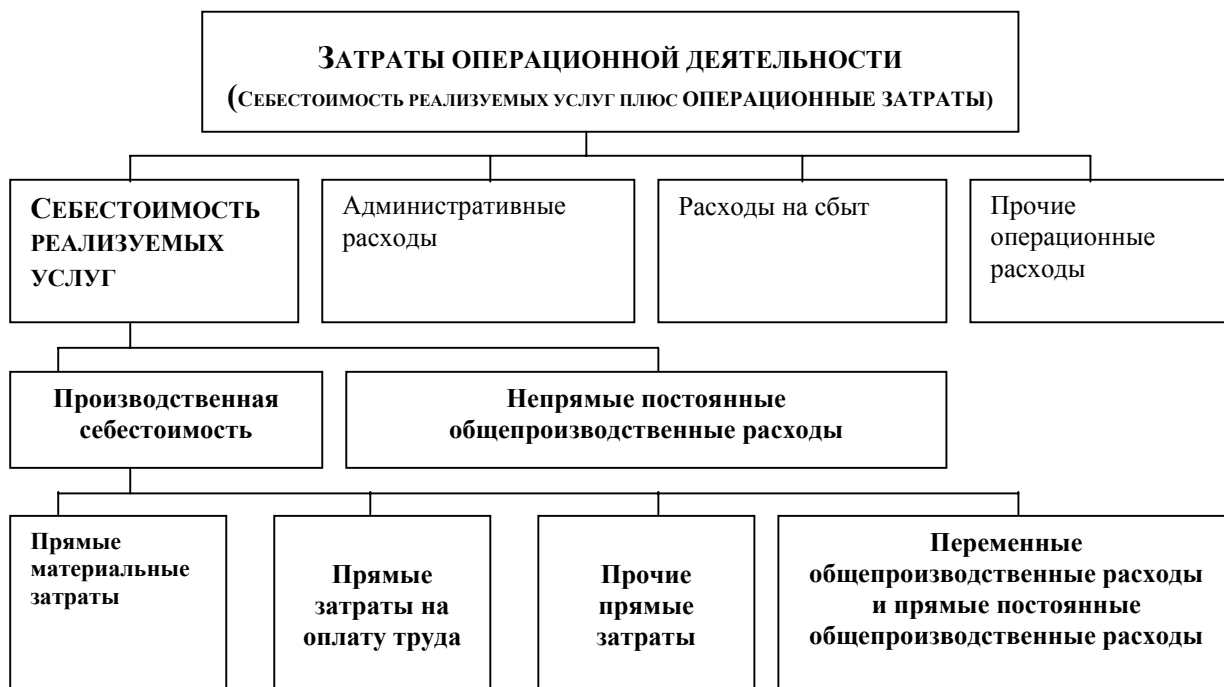 ЗАТРАТЫ ОПЕРАЦИОННОЙ ДЕЯТЕЛЬНОСТИ
(СЕБЕСТОИМОСТЬ РЕАЛИЗУЕМЫХ УСЛУГ ПЛЮС ОПЕРАЦИОННЫЕ ЗАТРАТЫ)
СЕБЕСТОИМОСТЬ
РЕАЛИЗУЕМЫХ
УСЛУГ
Административные
расходы
Расходы на сбыт
Прочие
операционные
расходы
Производственная
себестоимость
Непрямые постоянные
общепроизводственные расходы
Прямые
материальные
затраты
Прямые
затраты на
оплату труда
Прочие
прямые
затраты
Переменные
общепроизводственные расходы
и прямые постоянные
общепроизводственные расходы